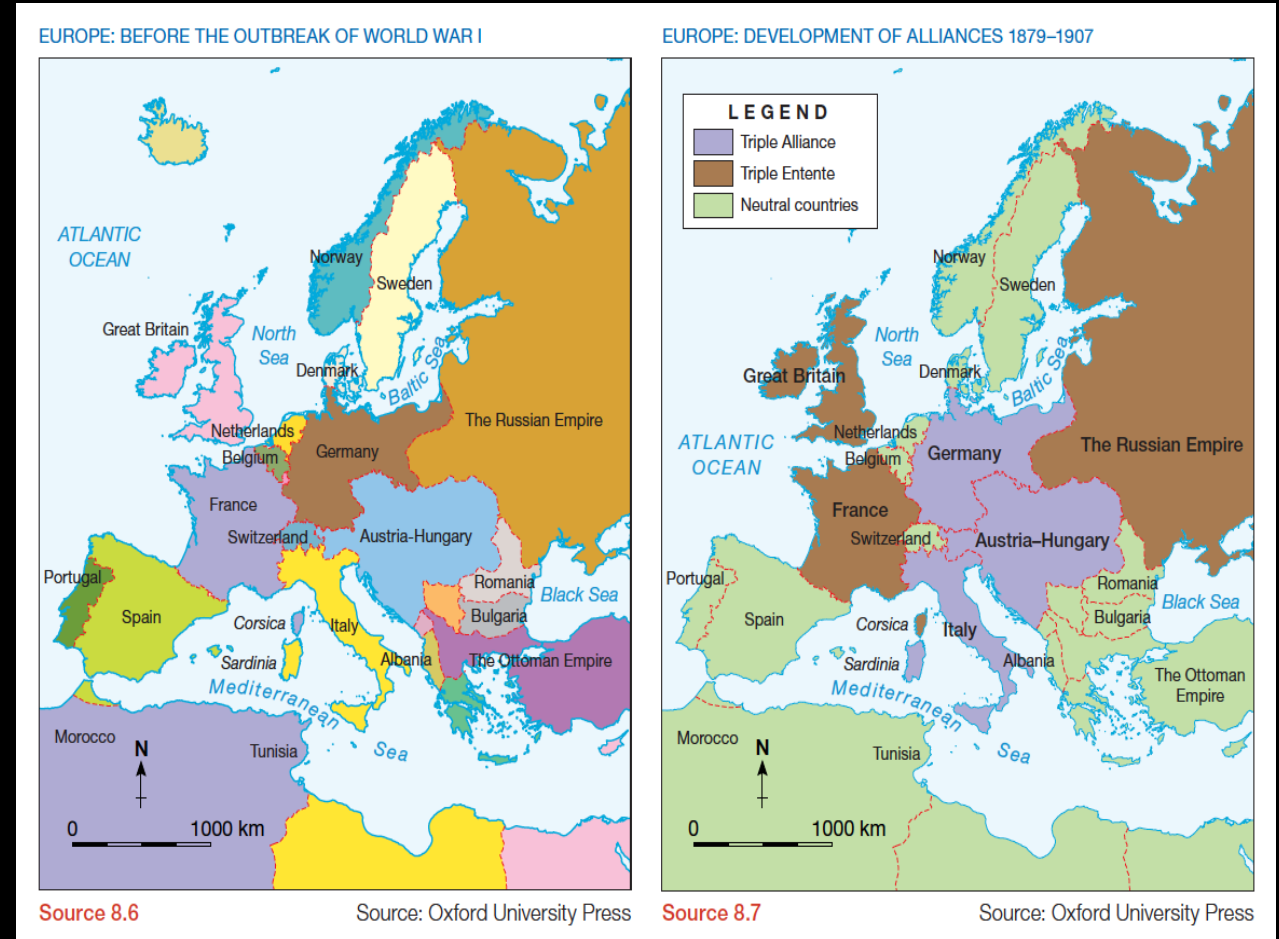 EUROPE: BEFORE THE OUTBREAK OF WORLD WAR I
ATLANTIC
OCEAN
Norway
Sweden
Great Britain
North
Sea
Denmark
Baltic Sea
The Russian Empire
Netherlands
Belgium
Germany
France
Switzerland
Austria-Hungary
Portugal
Spain
Romania
Black Sea
Bulgaria
Corsica
Italy
Sardinia
Albania
The Ottoman Empire
Mediterranean
Sea
Morocco
Tunisia
N
0 1000 km
Source 8.6
Source: Oxford University Press
EUROPE: DEVELOPMENT OF ALLIANCES 1879–1907
LEGEND
Triple Alliance
Triple Entente
Neutral countries
Norway
Sweden
North
Sea
Denmark
Great Britain
Baltic Sea
ATLANTIC
OCEAN
Netherlands
Belgium
Germany
The Russian Empire
France
Switzerland
Austria–Hungary
Portugal
Spain
Romania
Black Sea
Bulgaria
Corsica
Italy
Sardinia
Albania
The Ottoman
Empire
Mediterranean
Sea
Morocco
Tunisia
N
0 1000 km
Source 8.7
Source: Oxford University Press